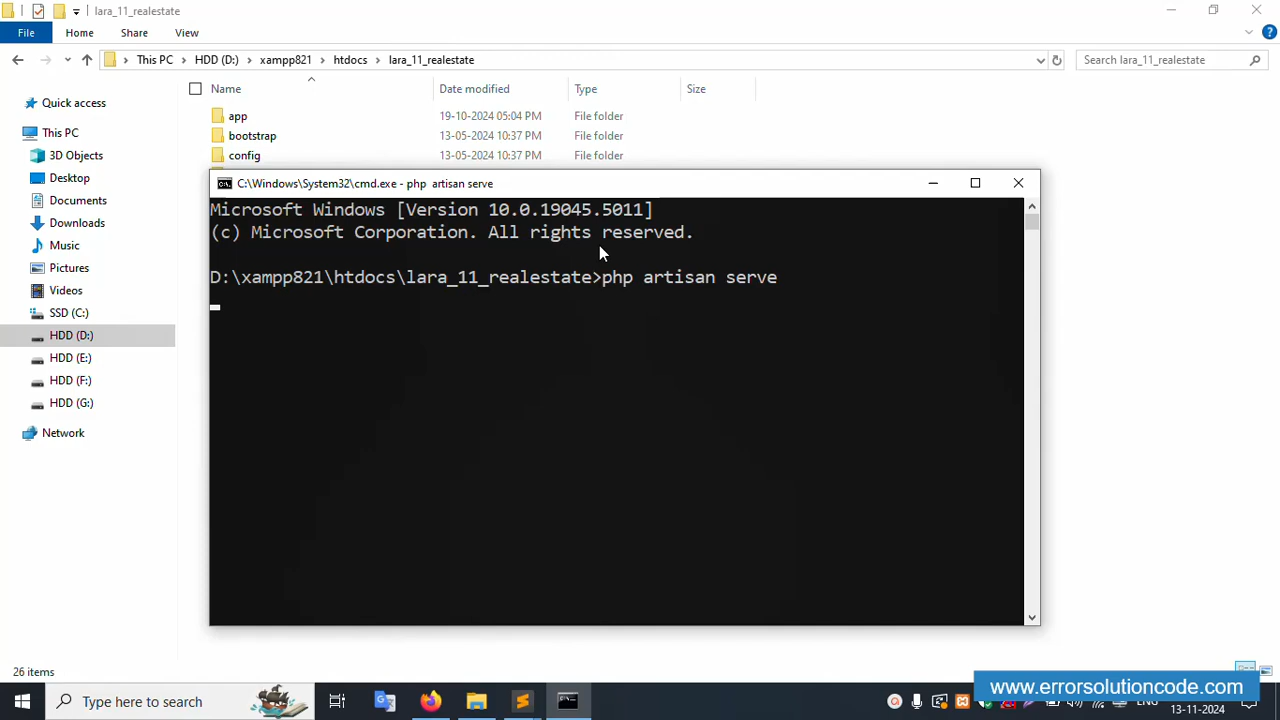 lara_11_realestate
File
Home
Share
View
This PC
HDD (D:)
xampp821
htdocs
lara_11_realestate
Search lara_11_realestate
Name
Date modified
Type
Size
Quick access
This PC
3D Objects
Desktop
Documents
Downloads
Music
Pictures
Videos
SSD (C:)
HDD (D:)
HDD (E:)
HDD (F:)
HDD (G:)
Network
app 19-10-2024 05:04 PM File folder
bootstrap 13-05-2024 10:37 PM File folder
config 13-05-2024 10:37 PM File folder
C:\Windows\System32\cmd.exe - php artisan serve
Microsoft Windows [Version 10.0.19045.5011]
(c) Microsoft Corporation. All rights reserved.
D:\xampp821\htdocs\lara_11_realestate>php artisan serve
26 items
www.errorsolutioncode.com
Type here to search
ENG
13-11-2024